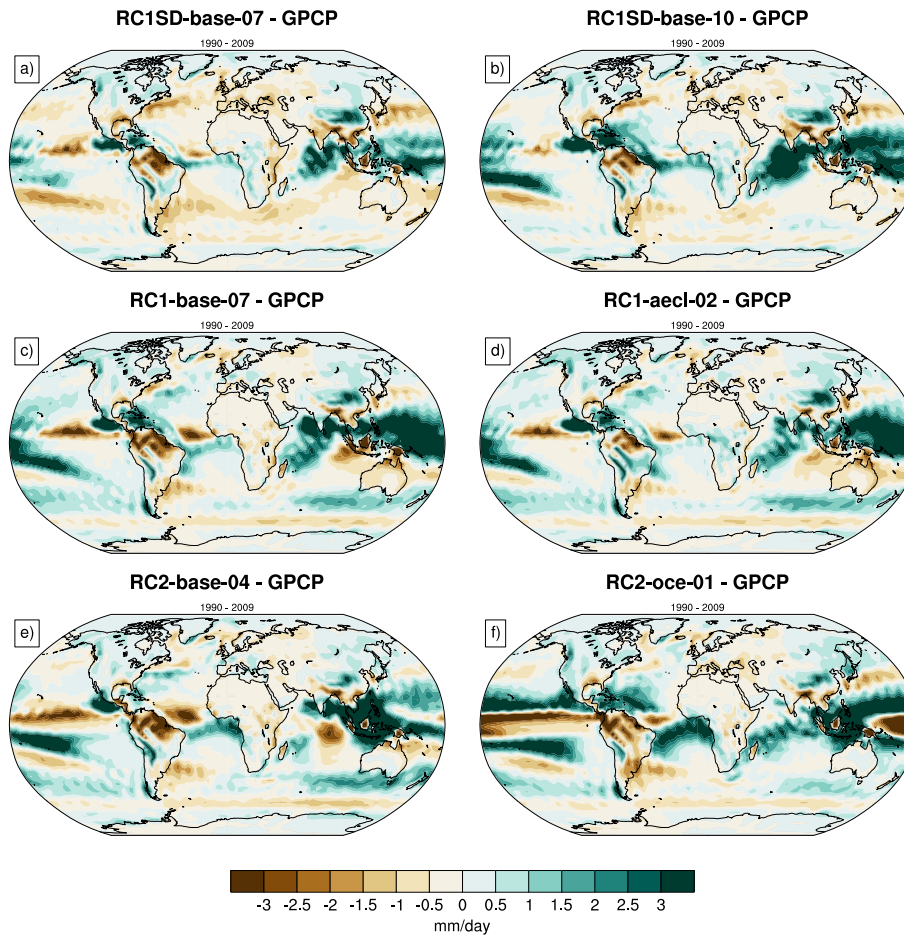 RC1SD-base-07 - GPCP
RC1SD-base-10 - GPCP
1990 - 2009
1990 - 2009
a)
b)
RC1-base-07 - GPCP
RC1-aecl-02 - GPCP
1990 - 2009
1990 - 2009
c)
d)
RC2-base-04 - GPCP
RC2-oce-01 - GPCP
1990 - 2009
1990 - 2009
e)
f)
-3 -2.5 -2 -1.5 -1 -0.5 0 0.5 1 1.5 2 2.5 3
mm/day